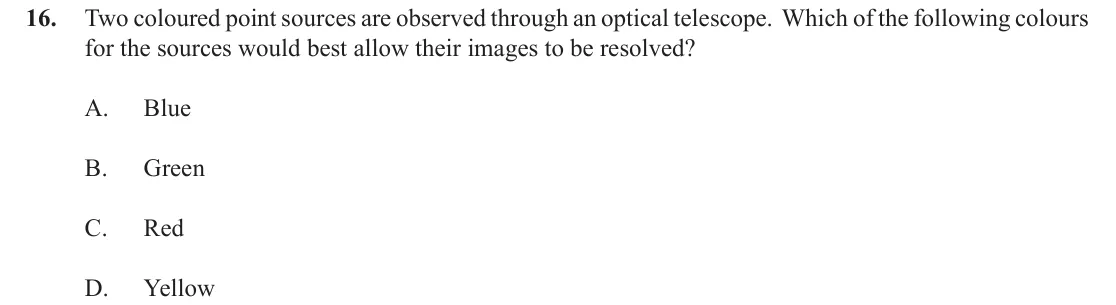 16. Two coloured point sources are observed through an optical telescope. Which of the following colours
for the sources would best allow their images to be resolved?
A. Blue
B. Green
C. Red
D. Yellow